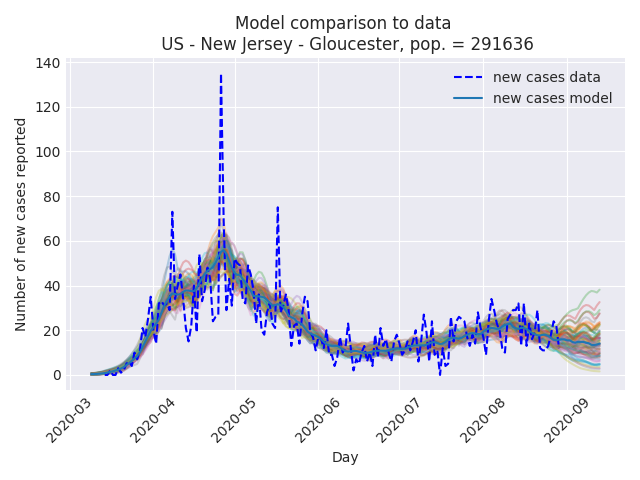 Model comparison to data
US - New Jersey - Gloucester, pop. = 291636
Number of new cases reported
140
120
100
80
60
40
20
0
new cases data
new cases model
2020-03
2020-04
2020-05
2020-06
2020-07
2020-08
2020-09
Day